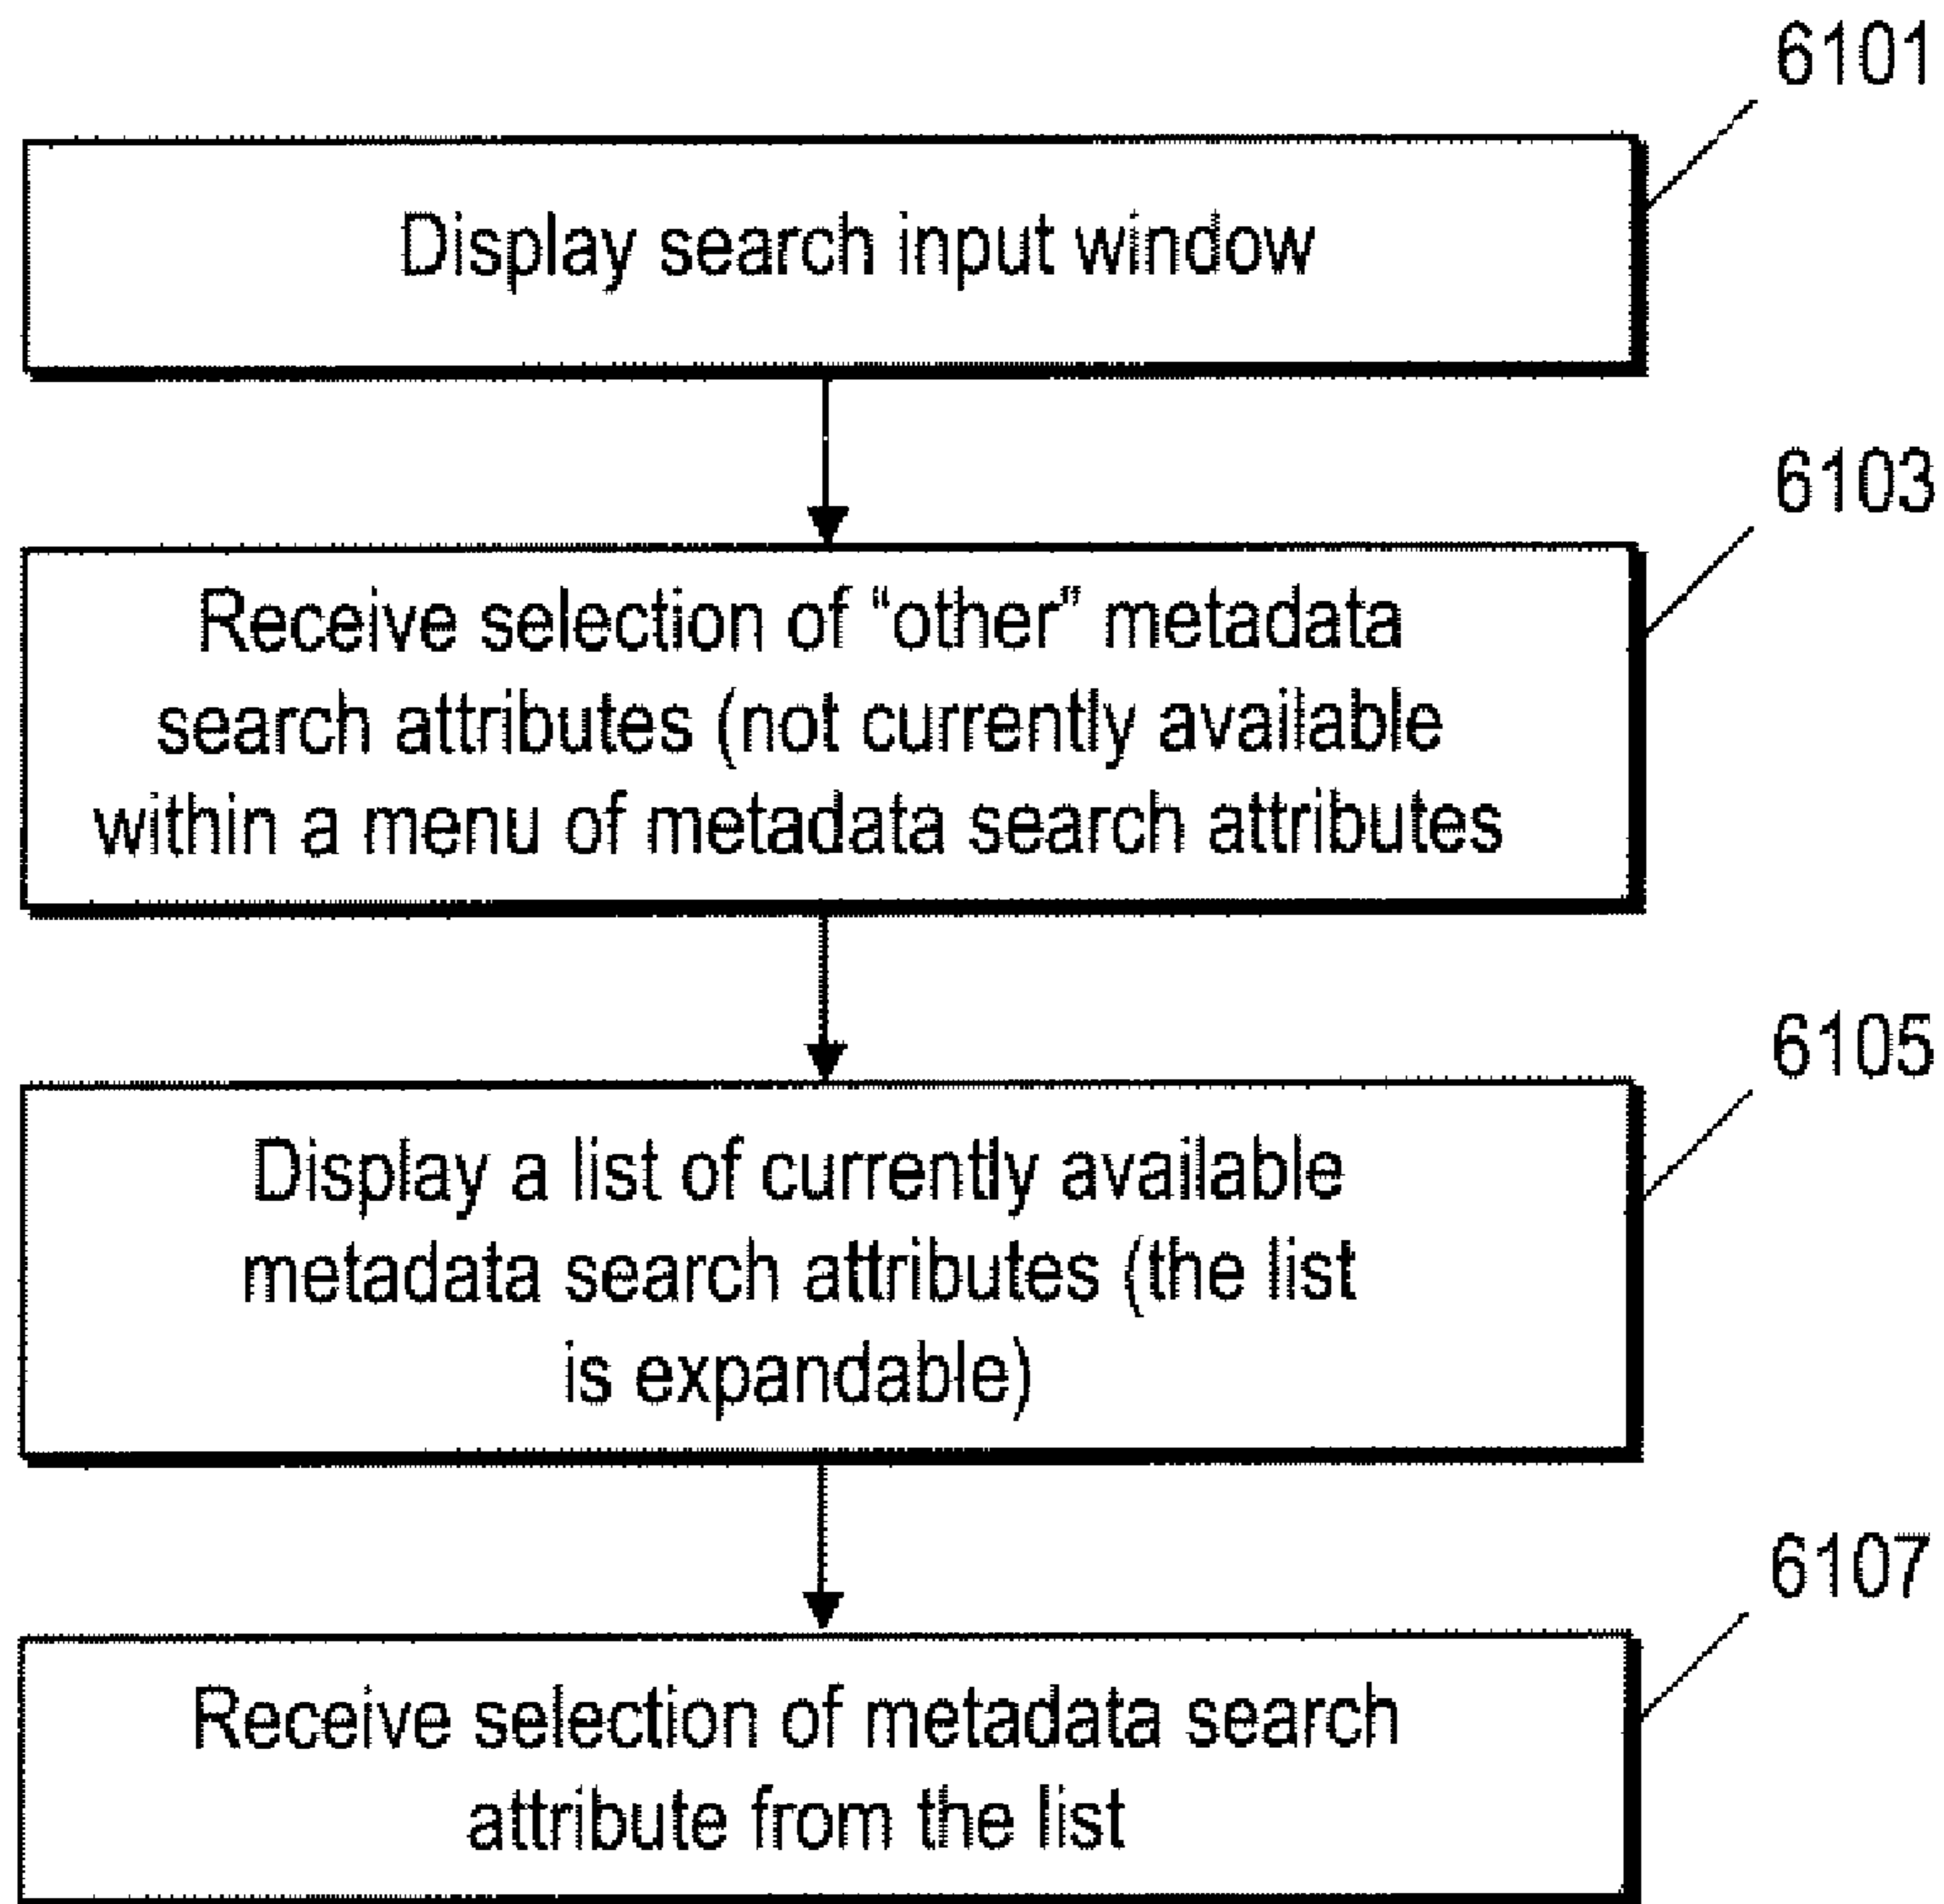 6101
Display search input window
6103
Receive selection of “other” metadata
search attributes (not currently available
within a menu of metadata search attributes
6105
Display a list of currently available
metadata search attributes (the list
is expandable)
6107
Receive selection of metadata search
attribute from the list